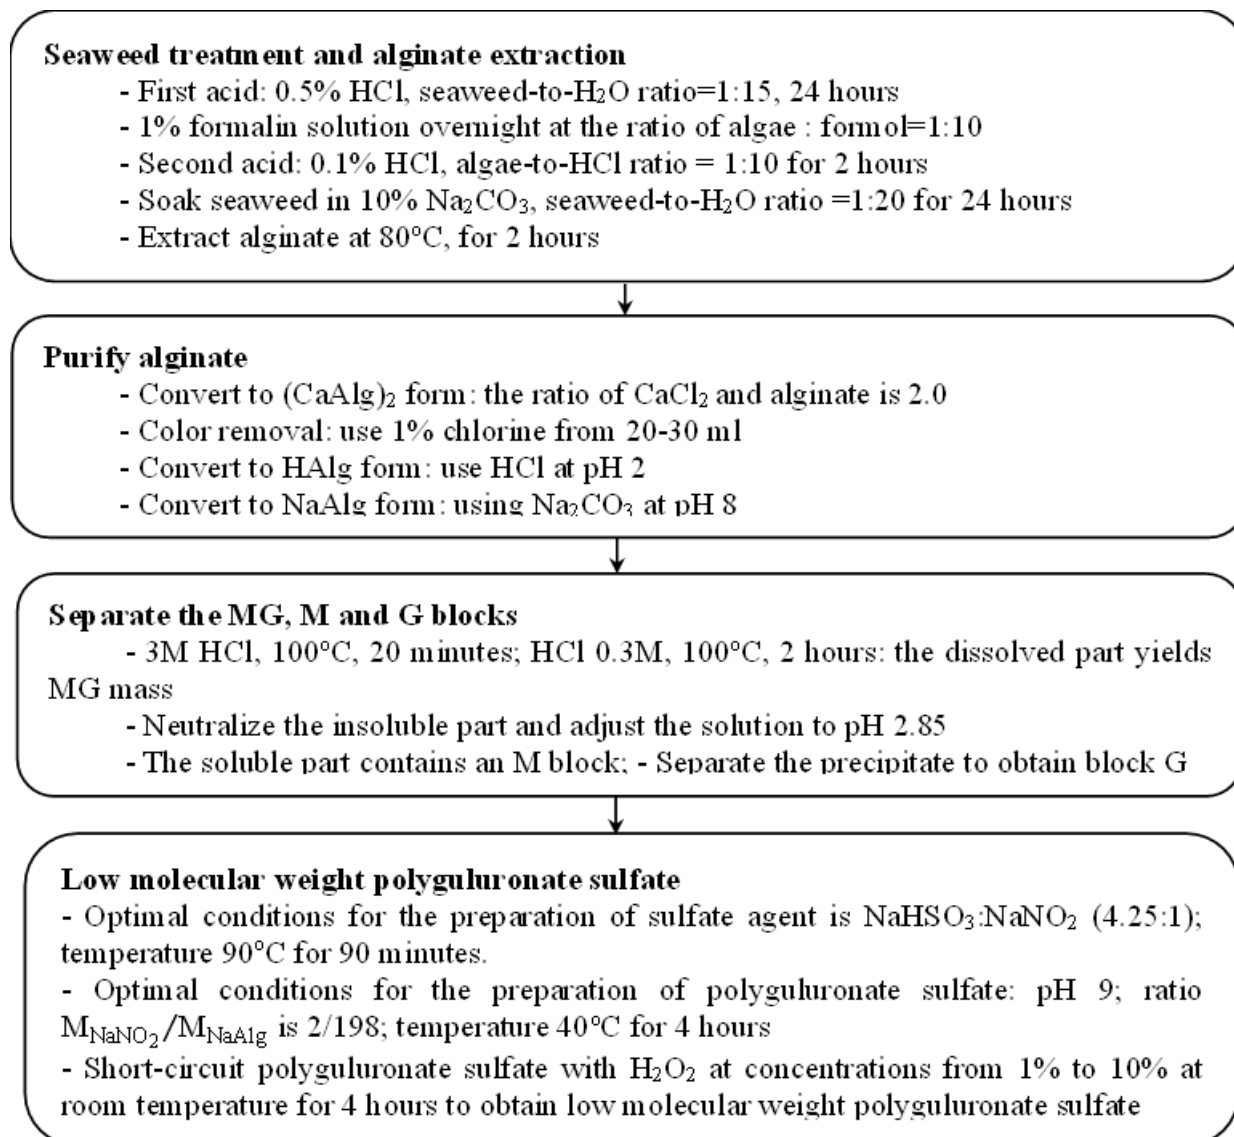 Seaweed treatment and alginate extraction
- First acid: 0.5% HCl, seaweed-to-H₂O ratio=1:15, 24 hours
- 1% formalin solution overnight at the ratio of algae : formol=1:10
- Second acid: 0.1% HCl, algae-to-HCl ratio = 1:10 for 2 hours
- Soak seaweed in 10% Na₂CO₃, seaweed-to-H₂O ratio =1:20 for 24 hours
- Extract alginate at 80°C, for 2 hours
Purify alginate
- Convert to (CaAlg)₂ form: the ratio of CaCl₂ and alginate is 2.0
- Color removal: use 1% chlorine from 20-30 ml
- Convert to HAlg form: use HCl at pH 2
- Convert to NaAlg form: using Na₂CO₃ at pH 8
Separate the MG, M and G blocks
- 3M HCl, 100°C, 20 minutes; HCl 0.3M, 100°C, 2 hours: the dissolved part yields
MG mass
- Neutralize the insoluble part and adjust the solution to pH 2.85
- The soluble part contains an M block; - Separate the precipitate to obtain block G
Low molecular weight polyguluronate sulfate
- Optimal conditions for the preparation of sulfate agent is NaHSO₃:NaNO₂ (4.25:1);
temperature 90°C for 90 minutes.
- Optimal conditions for the preparation of polyguluronate sulfate: pH 9; ratio
M_NaNO₂/M_NaAlg is 2/198; temperature 40°C for 4 hours
- Short-circuit polyguluronate sulfate with H₂O₂ at concentrations from 1% to 10% at
room temperature for 4 hours to obtain low molecular weight polyguluronate sulfate